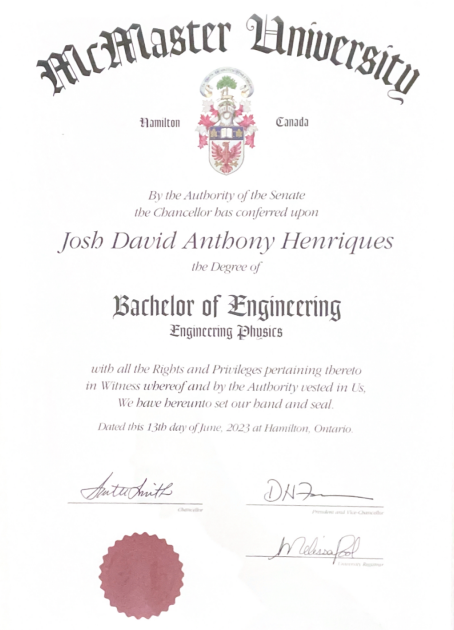 McMaster University
Hamilton Canada
By the Authority of the Senate
the Chancellor has conferred upon
Josh David Anthony Henriques
the Degree of
Bachelor of Engineering
Engineering Physics
with all the Rights and Privileges pertaining thereto
in Witness whereof and by the Authority vested in Us,
We have hereunto set our hand and seal.
Dated this 13th day of June, 2023 at Hamilton, Ontario.
Chancellor
President and Vice-Chancellor
University Registrar